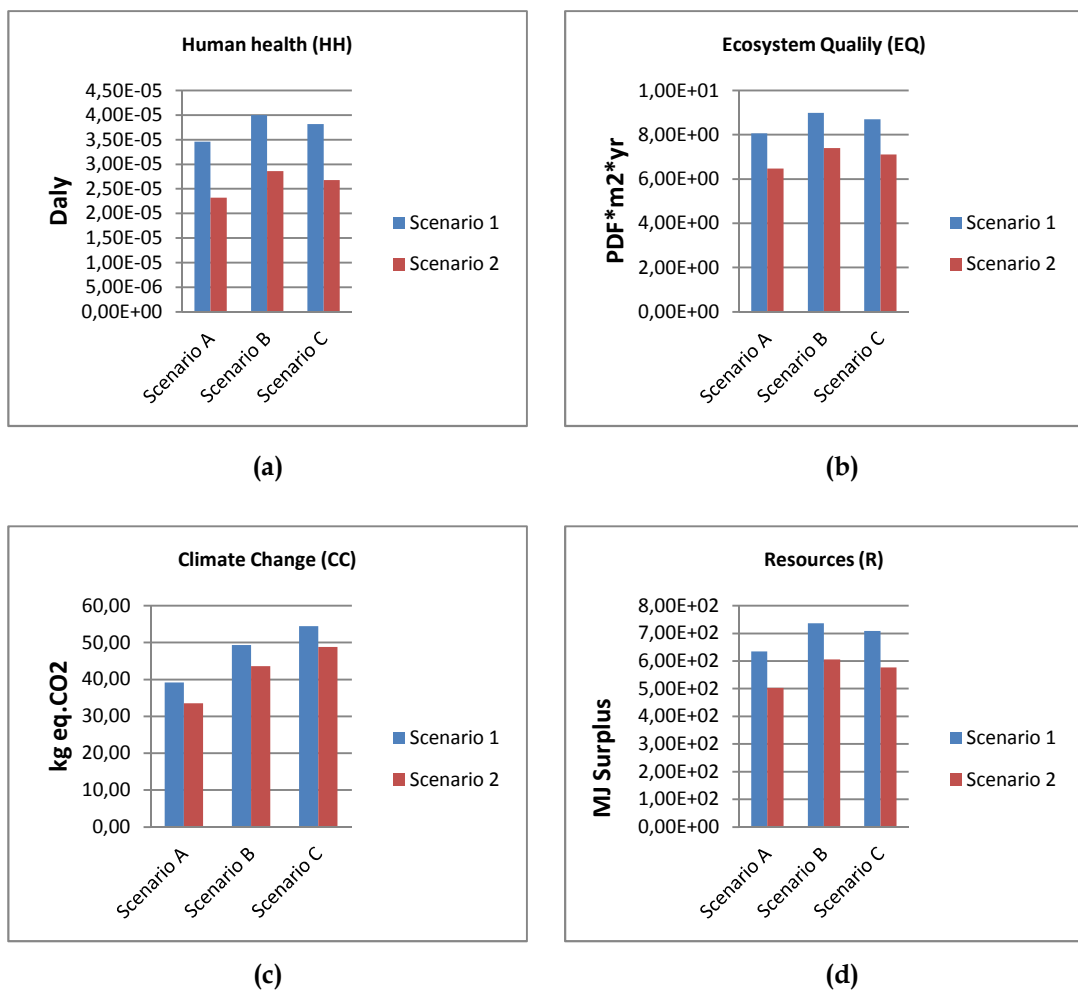 Human health (HH)
Daly
4,50E-05
4,00E-05
3,50E-05
3,00E-05
2,50E-05
2,00E-05
1,50E-05
1,00E-05
5,00E-06
0,00E+00
Scenario A
Scenario B
Scenario C
Scenario 1
Scenario 2
(a)
Ecosystem Qualily (EQ)
PDF*m2*yr
1,00E+01
8,00E+00
6,00E+00
4,00E+00
2,00E+00
0,00E+00
Scenario A
Scenario B
Scenario C
Scenario 1
Scenario 2
(b)
Climate Change (CC)
kg eq.CO2
60,00
50,00
40,00
30,00
20,00
10,00
0,00
Scenario A
Scenario B
Scenario C
Scenario 1
Scenario 2
(c)
Resources (R)
MJ Surplus
8,00E+02
7,00E+02
6,00E+02
5,00E+02
4,00E+02
3,00E+02
2,00E+02
1,00E+02
0,00E+00
Scenario A
Scenario B
Scenario C
Scenario 1
Scenario 2
(d)